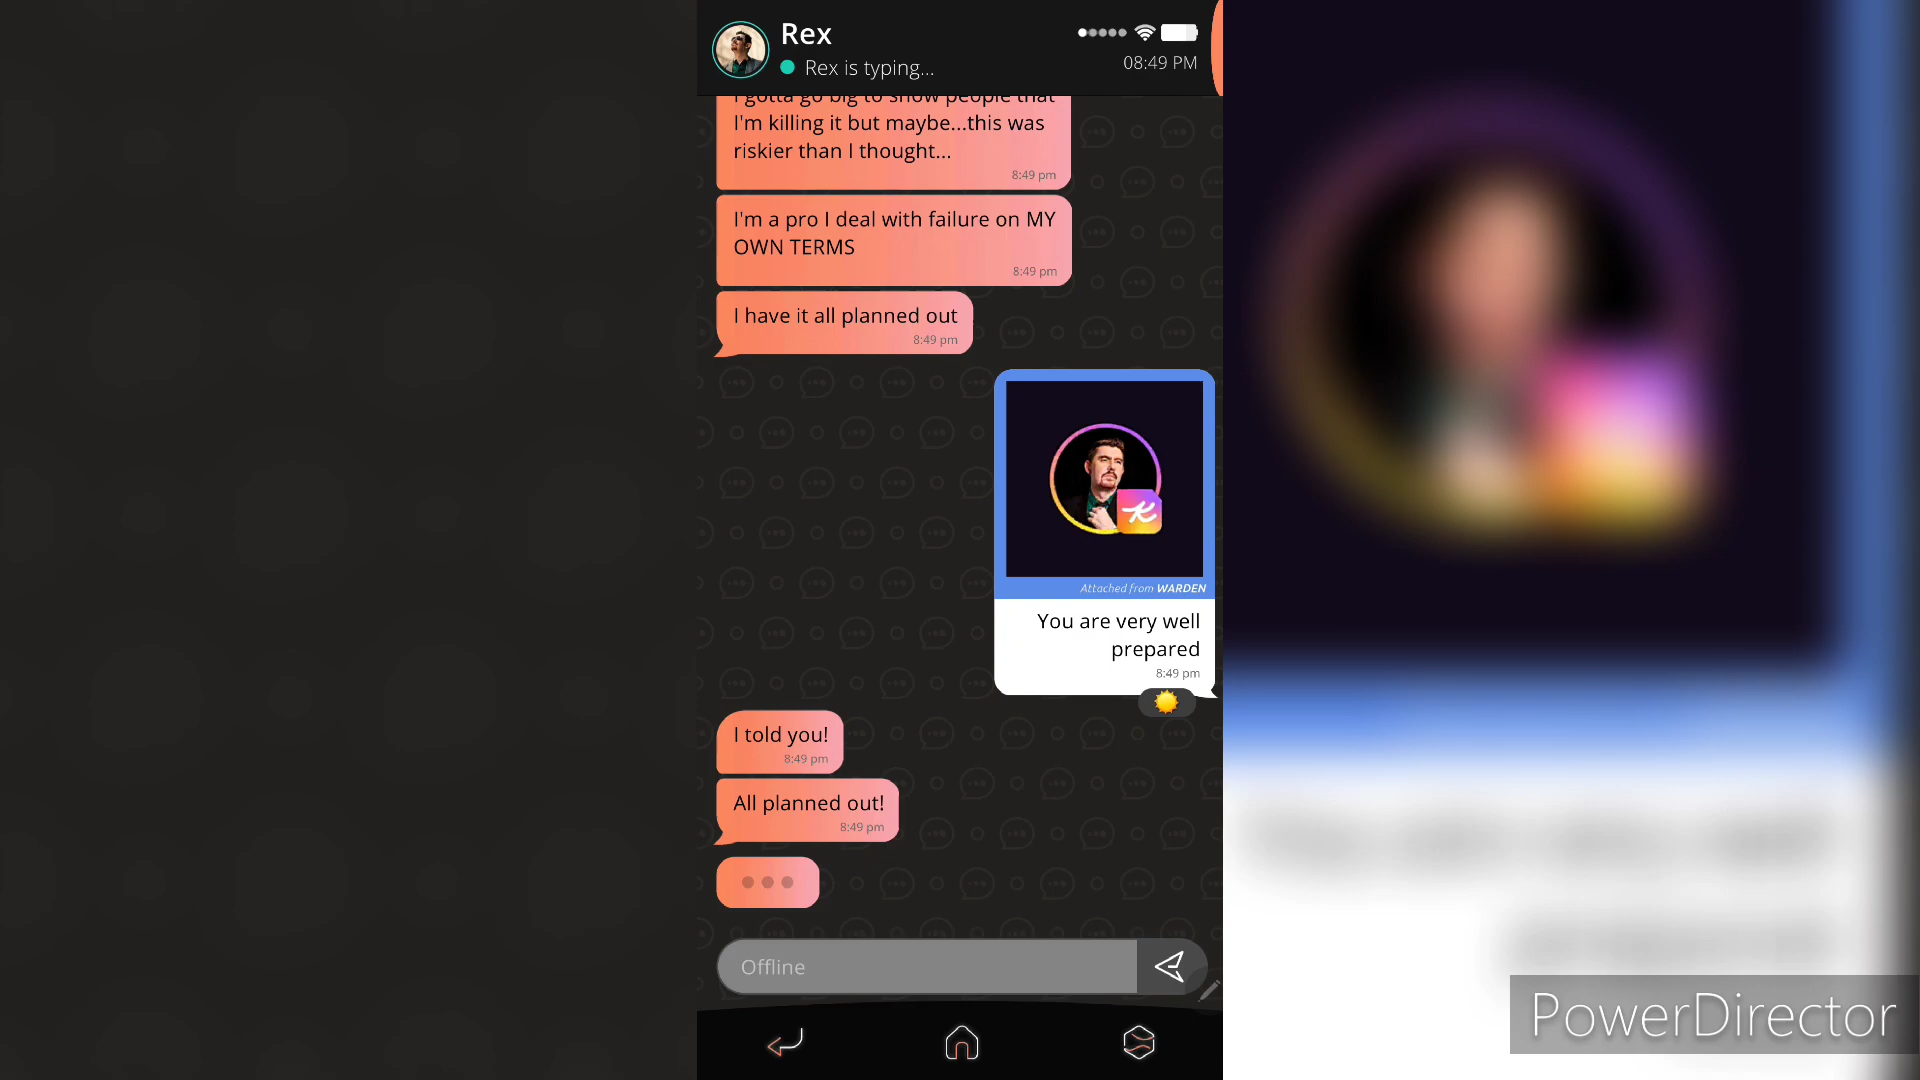 Rex
Rex is typing...
08:49 PM
I gotta go big to show people that
I'm killing it but maybe...this was
riskier than I thought...
8:49 pm
I'm a pro I deal with failure on MY
OWN TERMS
8:49 pm
I have it all planned out
8:49 pm
K
Attached from WARDEN
You are very well
prepared
8:49 pm
I told you!
8:49 pm
All planned out!
8:49 pm
Offline
PowerDirector